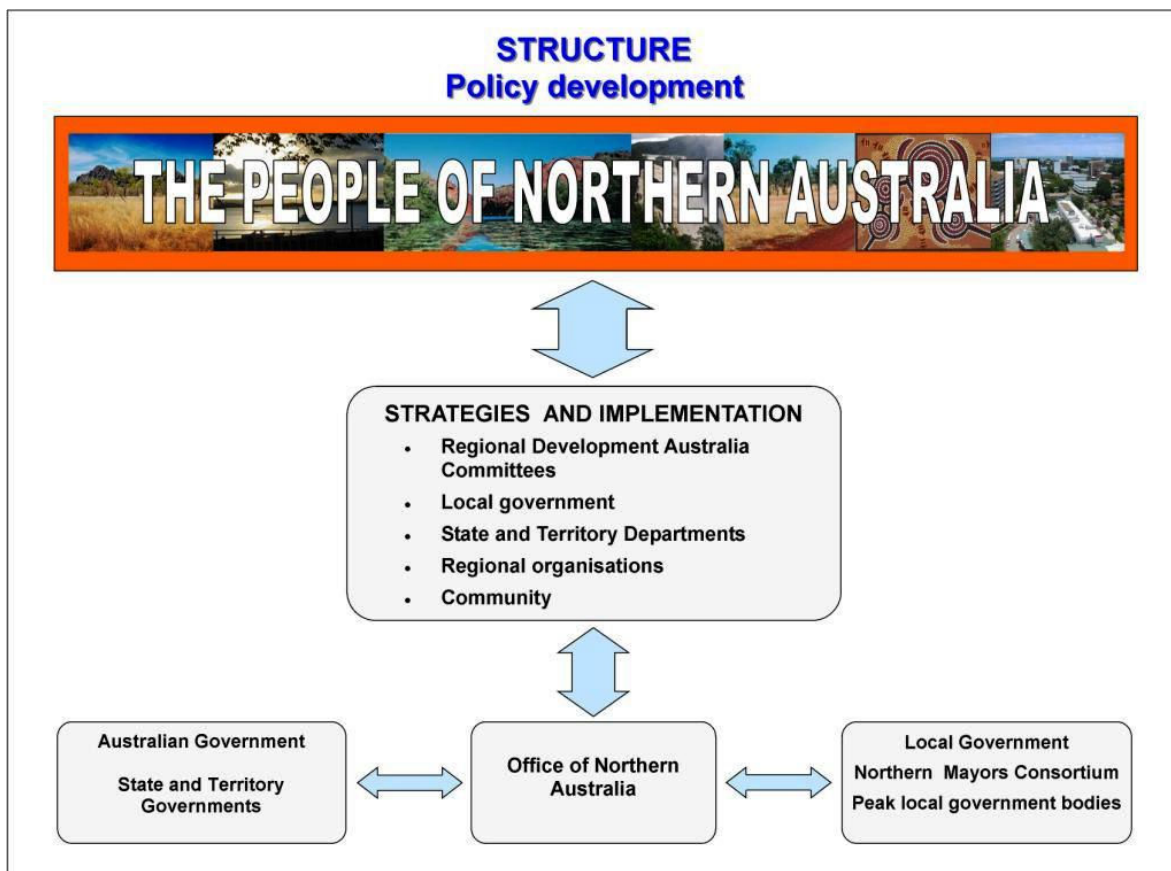 STRUCTURE
Policy development
THE PEOPLE OF NORTHERN AUSTRALIA
STRATEGIES AND IMPLEMENTATION
• Regional Development Australia
Committees
• Local government
• State and Territory Departments
• Regional organisations
• Community
Australian Government
State and Territory
Governments
Office of Northern
Australia
Local Government
Northern Mayors Consortium
Peak local government bodies